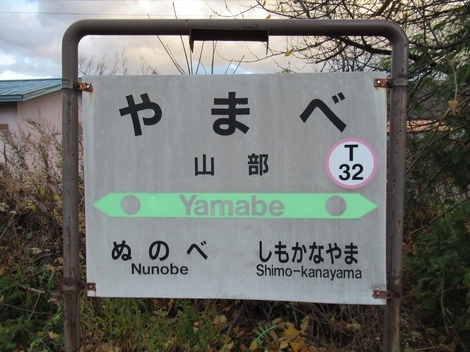 やまべ
山部
T
32
Yamabe
ぬのべ
Nunobe
しもかなやま
Shimo-kanayama